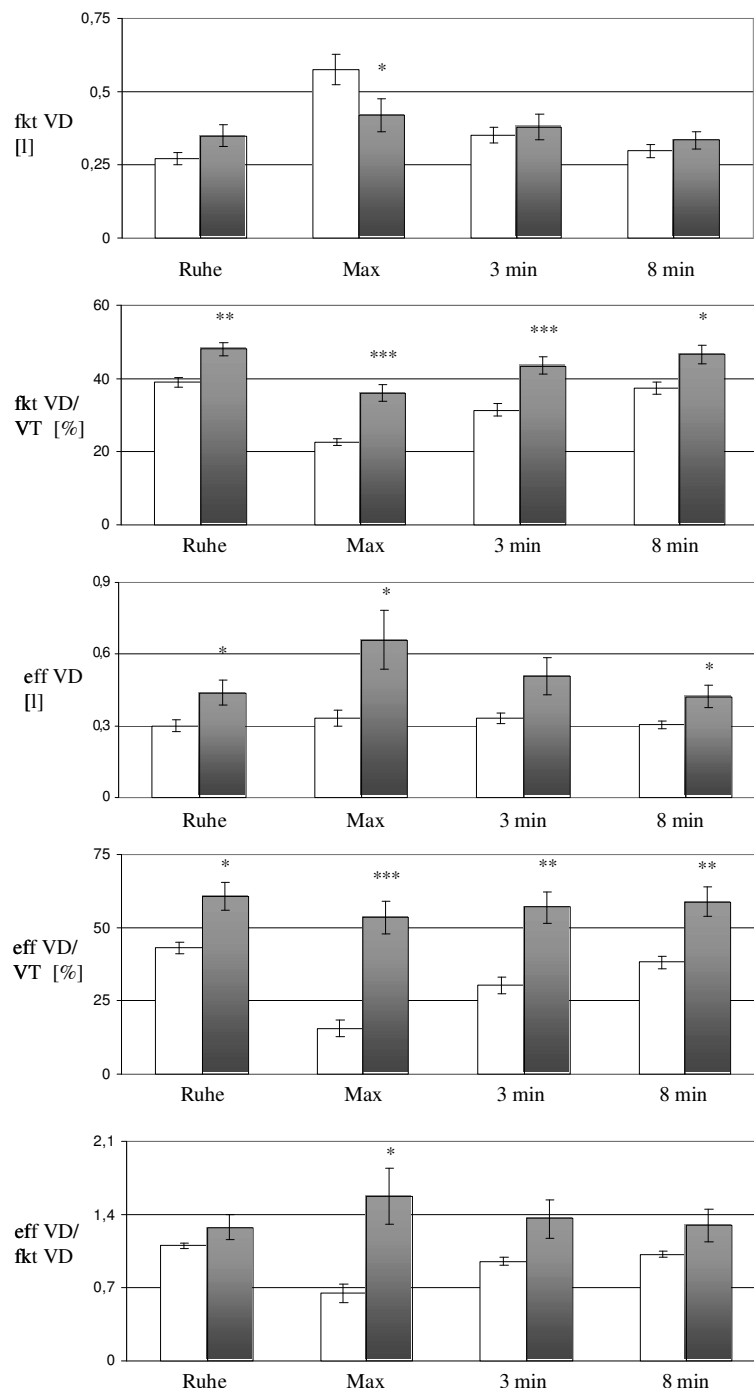 0,75
0,5
0,25
0
fkt VD
[l]
*
Ruhe Max 3 min 8 min
60
40
20
0
fkt VD/
VT [%]
** *** *** *
Ruhe Max 3 min 8 min
0,9
0,6
0,3
0
eff VD
[l]
* * *
Ruhe Max 3 min 8 min
75
50
25
0
eff VD/
VT [%]
* *** ** **
Ruhe Max 3 min 8 min
2,1
1,4
0,7
0
eff VD/
fkt VD
*
Ruhe Max 3 min 8 min